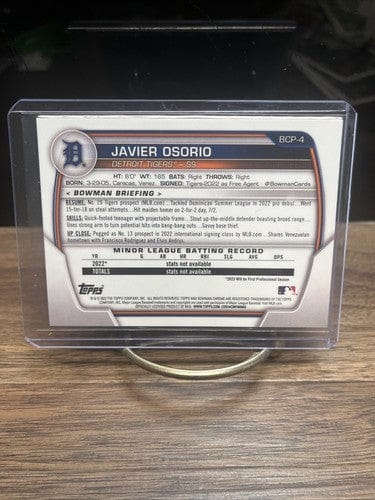 BCP-4
JAVIER OSORIO
DETROIT TIGERS™ – SS
HT: 6'0" WT: 165 BATS: Right THROWS: Right
BORN: 3-29-05, Caracas, Venez. SIGNED: Tigers-2022 as Free Agent @BowmanCards
< BOWMAN BRIEFING >
RESUME: No. 29 Tigers prospect (MLB.com)... Tackled Dominican Summer League in 2022 pro debut... Went
15-for-18 on steal attempts... Hit maiden homer on 2-for-2 day, 7/2.
SKILLS: Quick-footed teenager with projectable frame... Stout up-the-middle defender boasting broad range...
Uses strong arm to turn potential hits into bang-bang outs... Savvy base thief.
UP CLOSE: Pegged as No. 13 prospect in 2022 international signing class by MLB.com... Shares Venezuelan
hometown with Francisco Rodriguez and Elvis Andrus.
MINOR LEAGUE BATTING RECORD
YR G AB HR RBI SB AVG
2022* stats not available
TOTALS stats not available
*2022 Will be First Professional Season
Topps